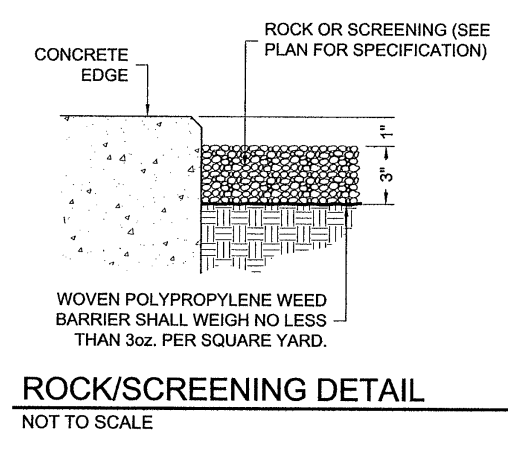 ROCK OR SCREENING (SEE
PLAN FOR SPECIFICATION)
CONCRETE
EDGE
1"
3"
WOVEN POLYPROPYLENE WEED
BARRIER SHALL WEIGH NO LESS
THAN 3oz. PER SQUARE YARD.
ROCK/SCREENING DETAIL
NOT TO SCALE